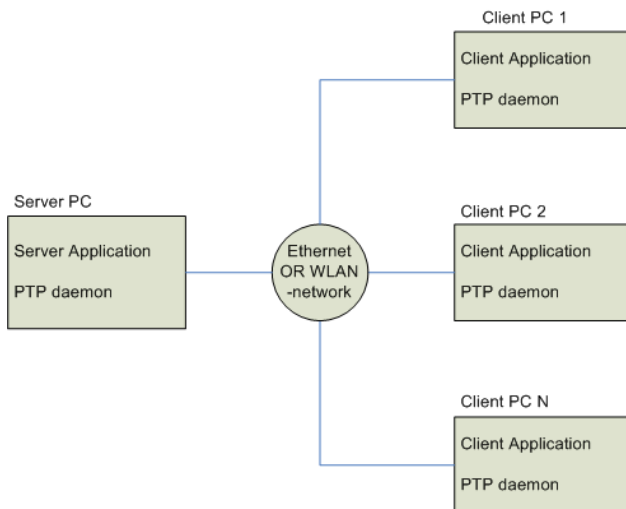 Client PC 1
Client Application
PTP daemon
Server PC
Server Application
PTP daemon
Ethernet
OR WLAN
-network
Client PC 2
Client Application
PTP daemon
Client PC N
Client Application
PTP daemon